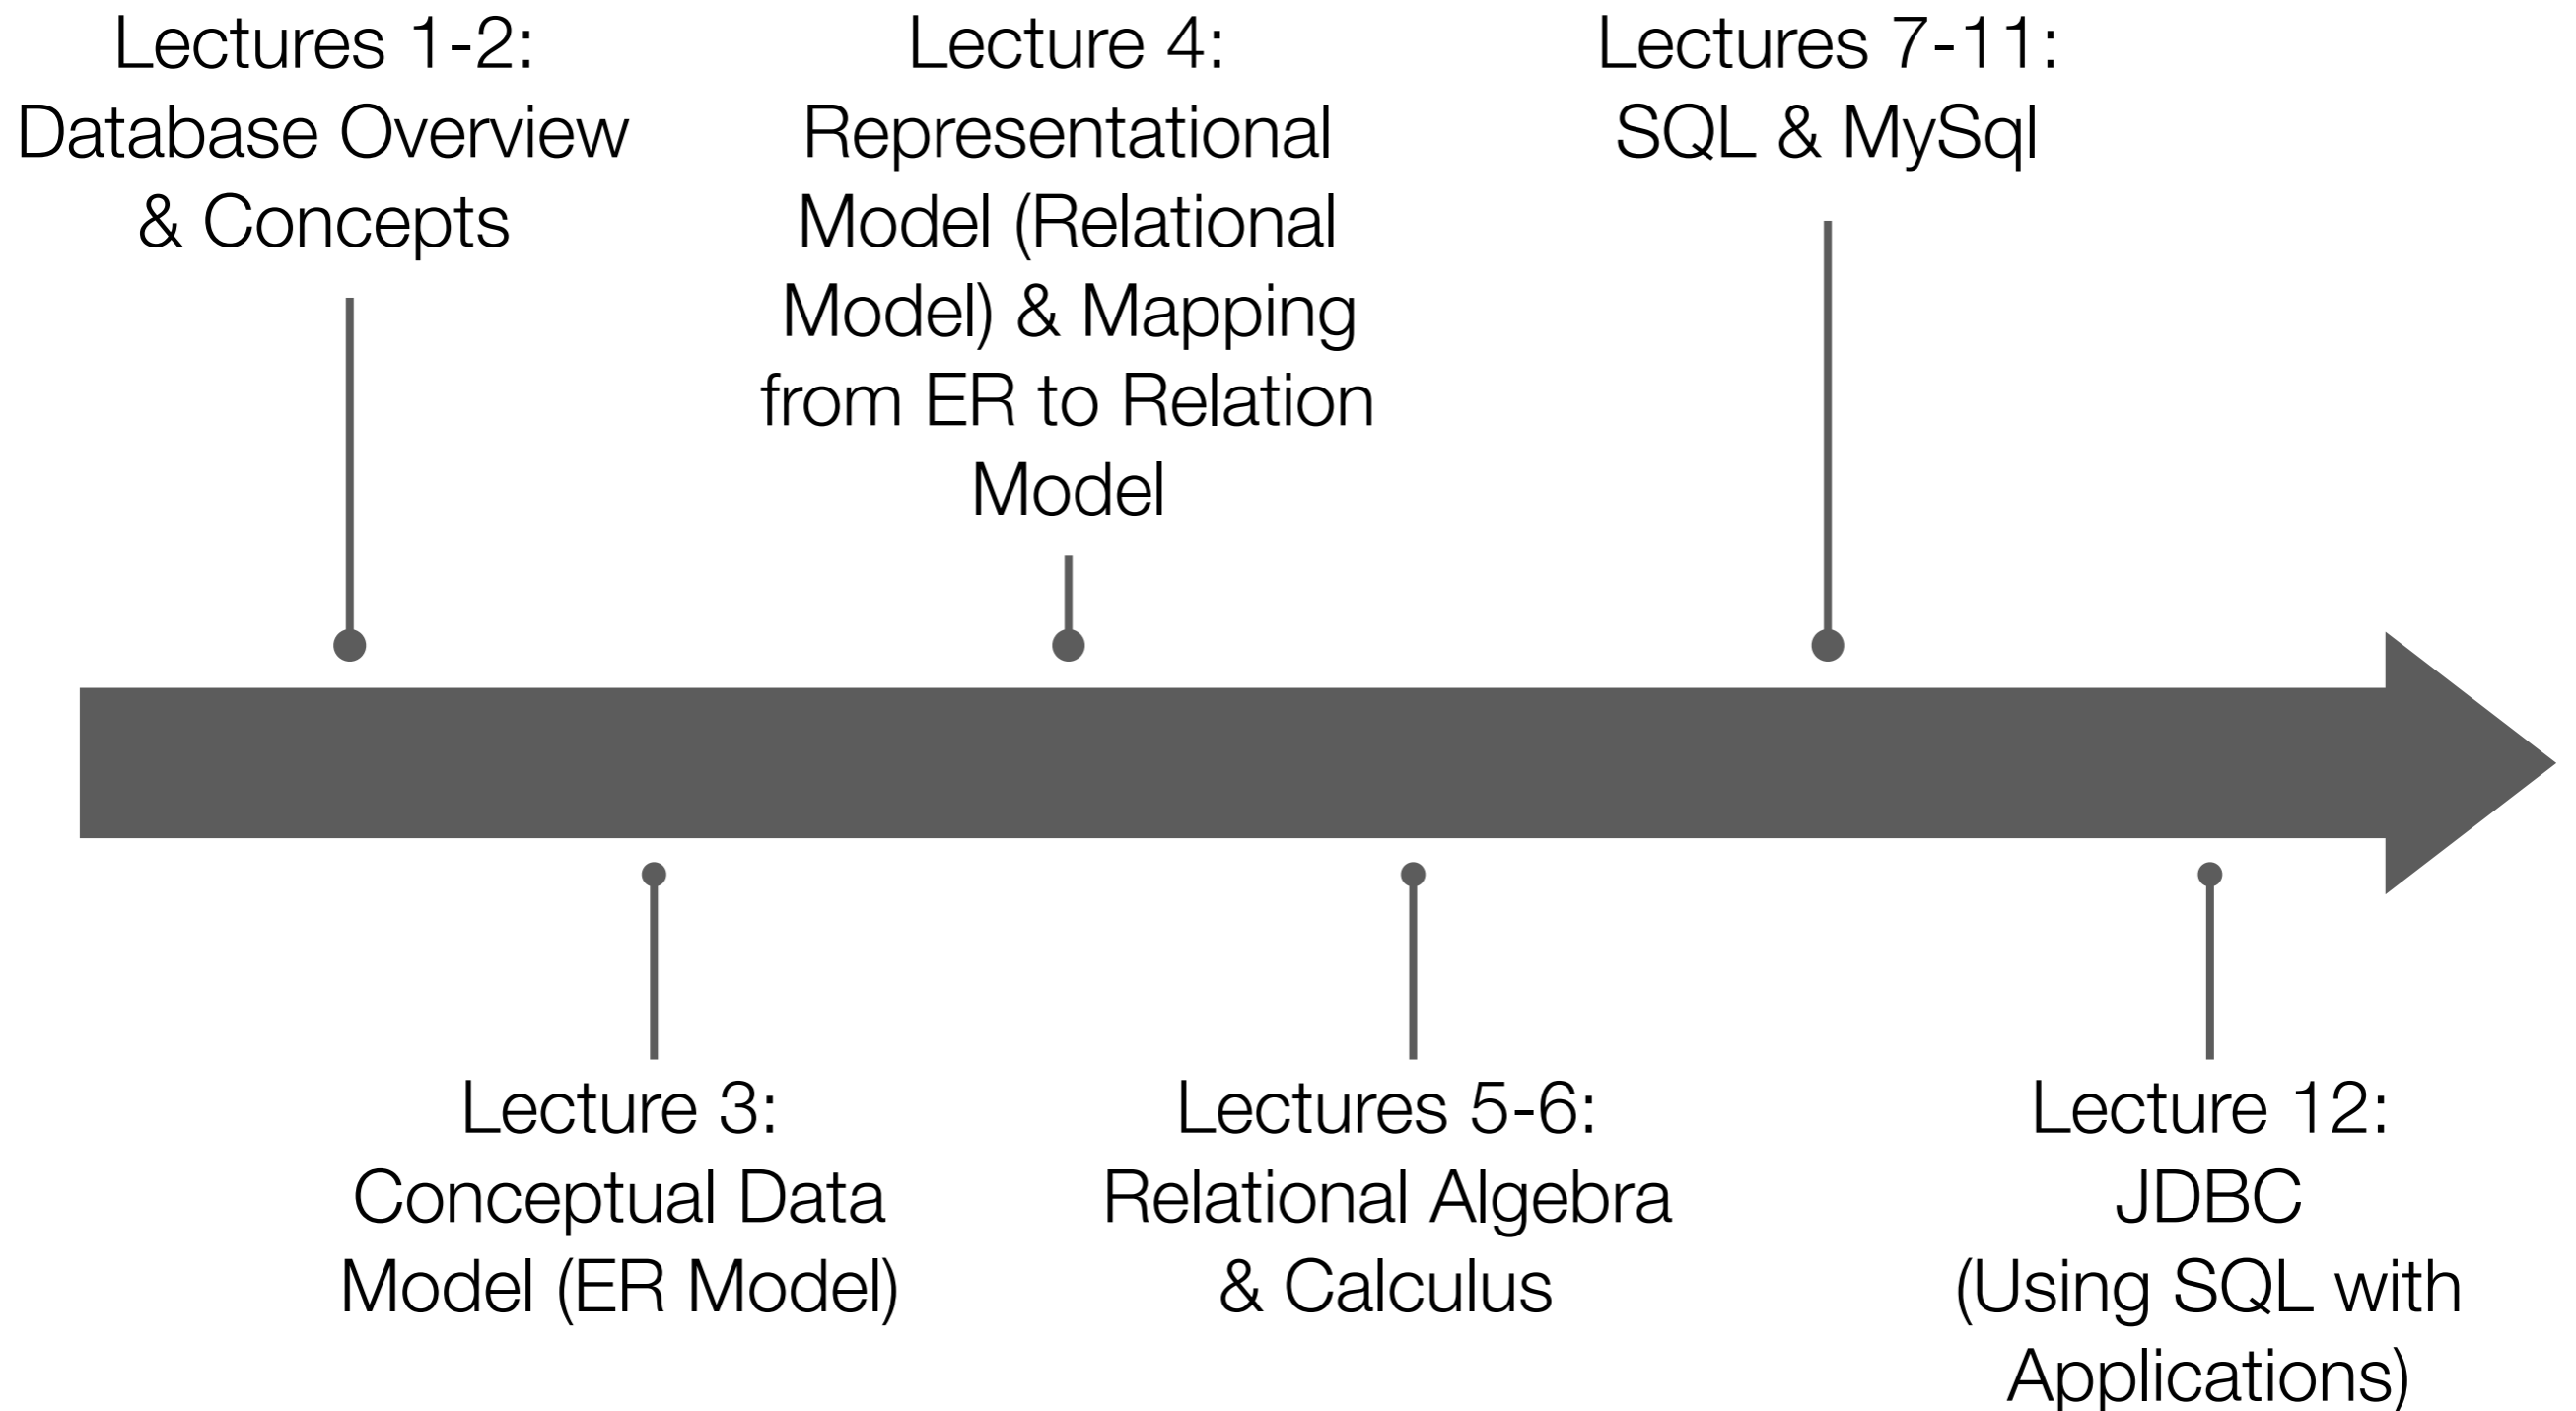 Lectures 1-2:
Database Overview
& Concepts
Lecture 3:
Conceptual Data
Model (ER Model)
Lecture 4:
Representational
Model (Relational
Model) & Mapping
from ER to Relation
Model
Lectures 5-6:
Relational Algebra
& Calculus
Lectures 7-11:
SQL & MySql
Lecture 12:
JDBC
(Using SQL with
Applications)